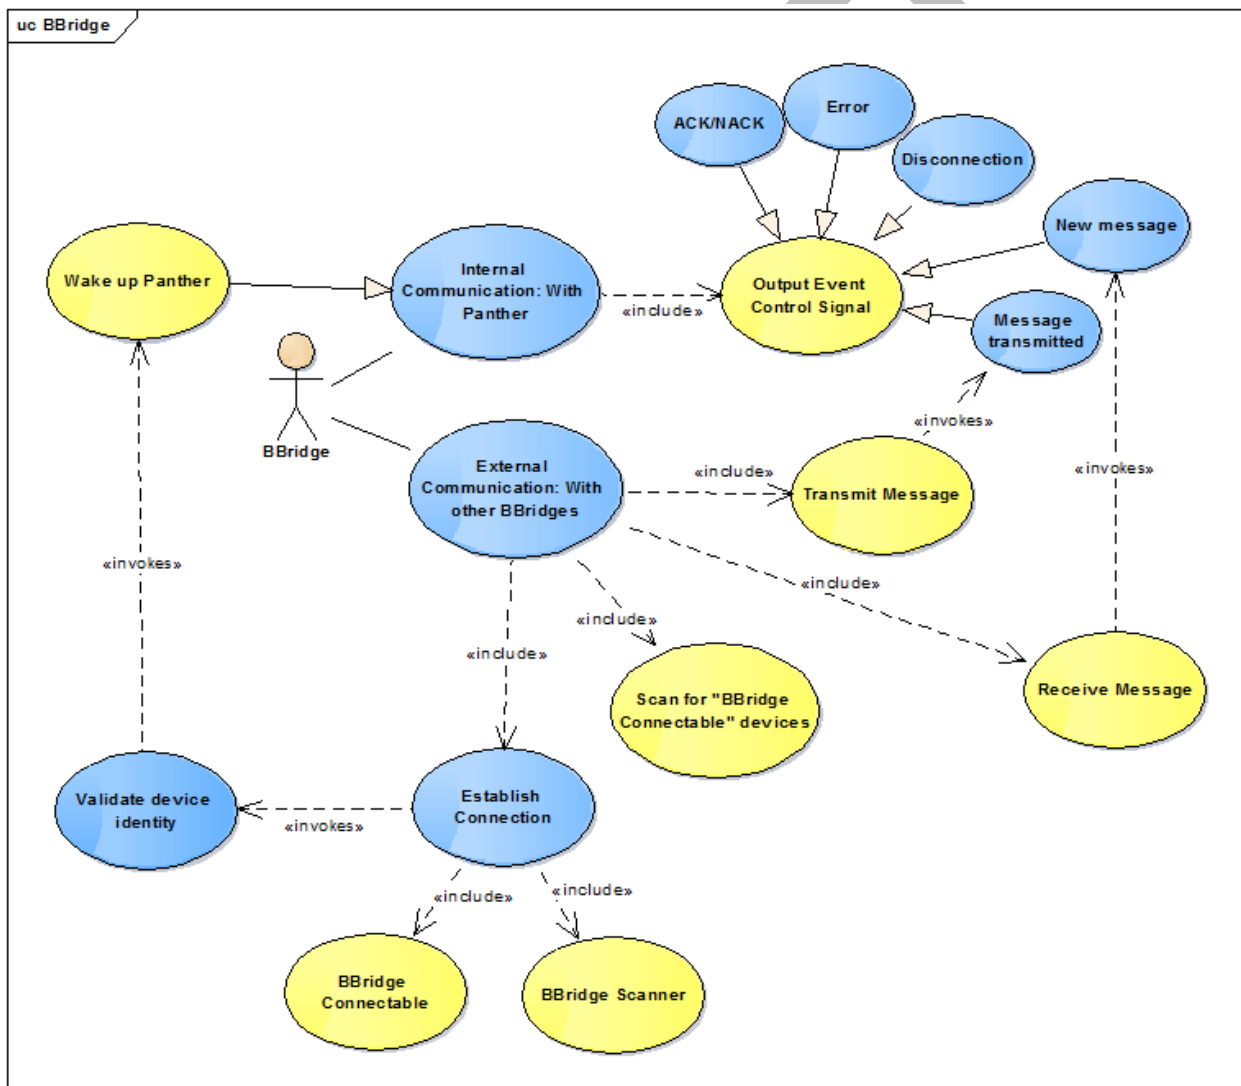 uc BBridge
ACK/NACK
Error
Disconnection
New message
Wake up Panther
Internal
Communication: With
Panther
«include»
Output Event
Control Signal
Message
transmitted
BBridge
«invokes»
External
Communication: With
other BBridges
«include»
Transmit Message
«invokes»
«invokes»
«include»
«include»
«include»
Scan for "BBridge
Connectable" devices
Receive Message
Validate device
identity
«invokes»
Establish
Connection
«include»
«include»
BBridge
Connectable
BBridge Scanner